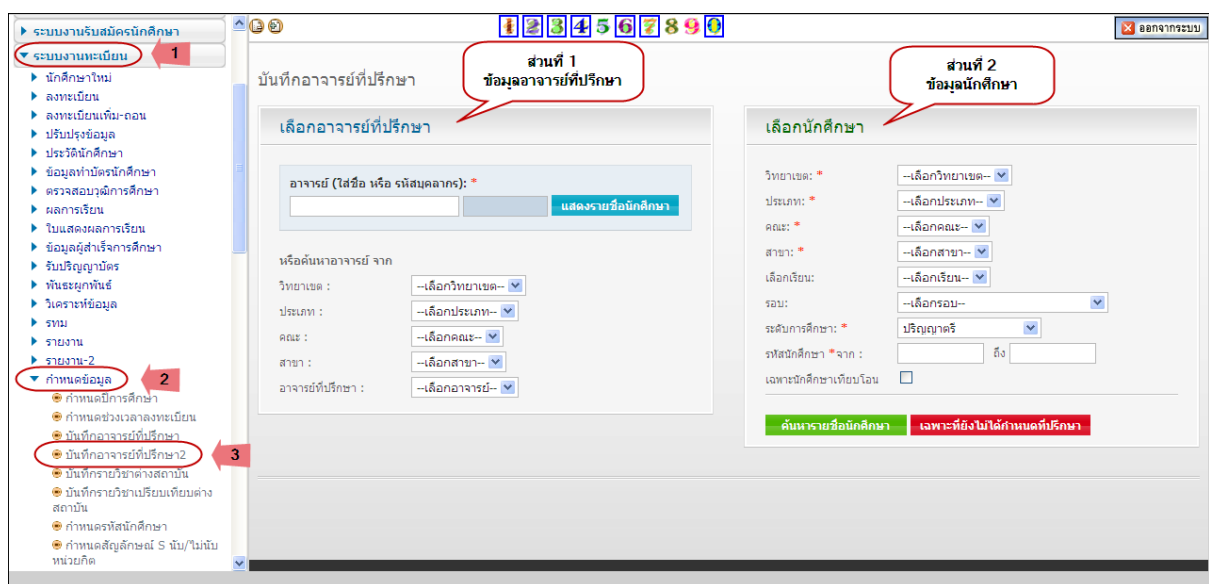 ระบบงานรับสมัครนักศึกษา
1 2 3 4 5 6 7 8 9 0
ออกจากระบบ
ระบบงานทะเบียน
1
นักศึกษาใหม่
ลงทะเบียน
ลงทะเบียนเพิ่ม-ถอน
ปรับปรุงข้อมูล
ประวัตินักศึกษา
ข้อมูลทำบัตรนักศึกษา
ตรวจสอบวุฒิการศึกษา
ผลการเรียน
ใบแสดงผลการเรียน
ข้อมูลผู้สำเร็จการศึกษา
รับปริญญาบัตร
พันธะผูกพันธ์
วิเคราะห์ข้อมูล
รทม
รายงาน
รายงาน-2
กำหนดข้อมูล
2
กำหนดปีการศึกษา
กำหนดช่วงเวลาลงทะเบียน
บันทึกอาจารย์ที่ปรึกษา
บันทึกอาจารย์ที่ปรึกษา2
3
บันทึกรายวิชาต่างสถาบัน
บันทึกรายวิชาเปรียบเทียบต่าง
สถาบัน
กำหนดรหัสนักศึกษา
กำหนดสัญลักษณ์ S นับ/ไม่นับ
หน่วยกิต
บันทึกอาจารย์ที่ปรึกษา
ส่วนที่ 1
ข้อมูลอาจารย์ที่ปรึกษา
เลือกอาจารย์ที่ปรึกษา
อาจารย์ (ใส่ชื่อ หรือ รหัสบุคลากร): *
แสดงรายชื่อนักศึกษา
หรือค้นหาอาจารย์ จาก
วิทยาเขต : --เลือกวิทยาเขต--
ประเภท : --เลือกประเภท--
คณะ : --เลือกคณะ--
สาขา : --เลือกสาขา--
อาจารย์ที่ปรึกษา : --เลือกอาจารย์--
ส่วนที่ 2
ข้อมูลนักศึกษา
เลือกนักศึกษา
วิทยาเขต: * --เลือกวิทยาเขต--
ประเภท: * --เลือกประเภท--
คณะ: * --เลือกคณะ--
สาขา: * --เลือกสาขา--
เลือกเรียน: --เลือกเรียน--
รอบ: --เลือกรอบ--
ระดับการศึกษา: * ปริญญาตรี
รหัสนักศึกษา *จาก : ถึง
เฉพาะนักศึกษาเทียบโอน
ค้นหารายชื่อนักศึกษา เฉพาะที่ยังไม่ได้กำหนดที่ปรึกษา